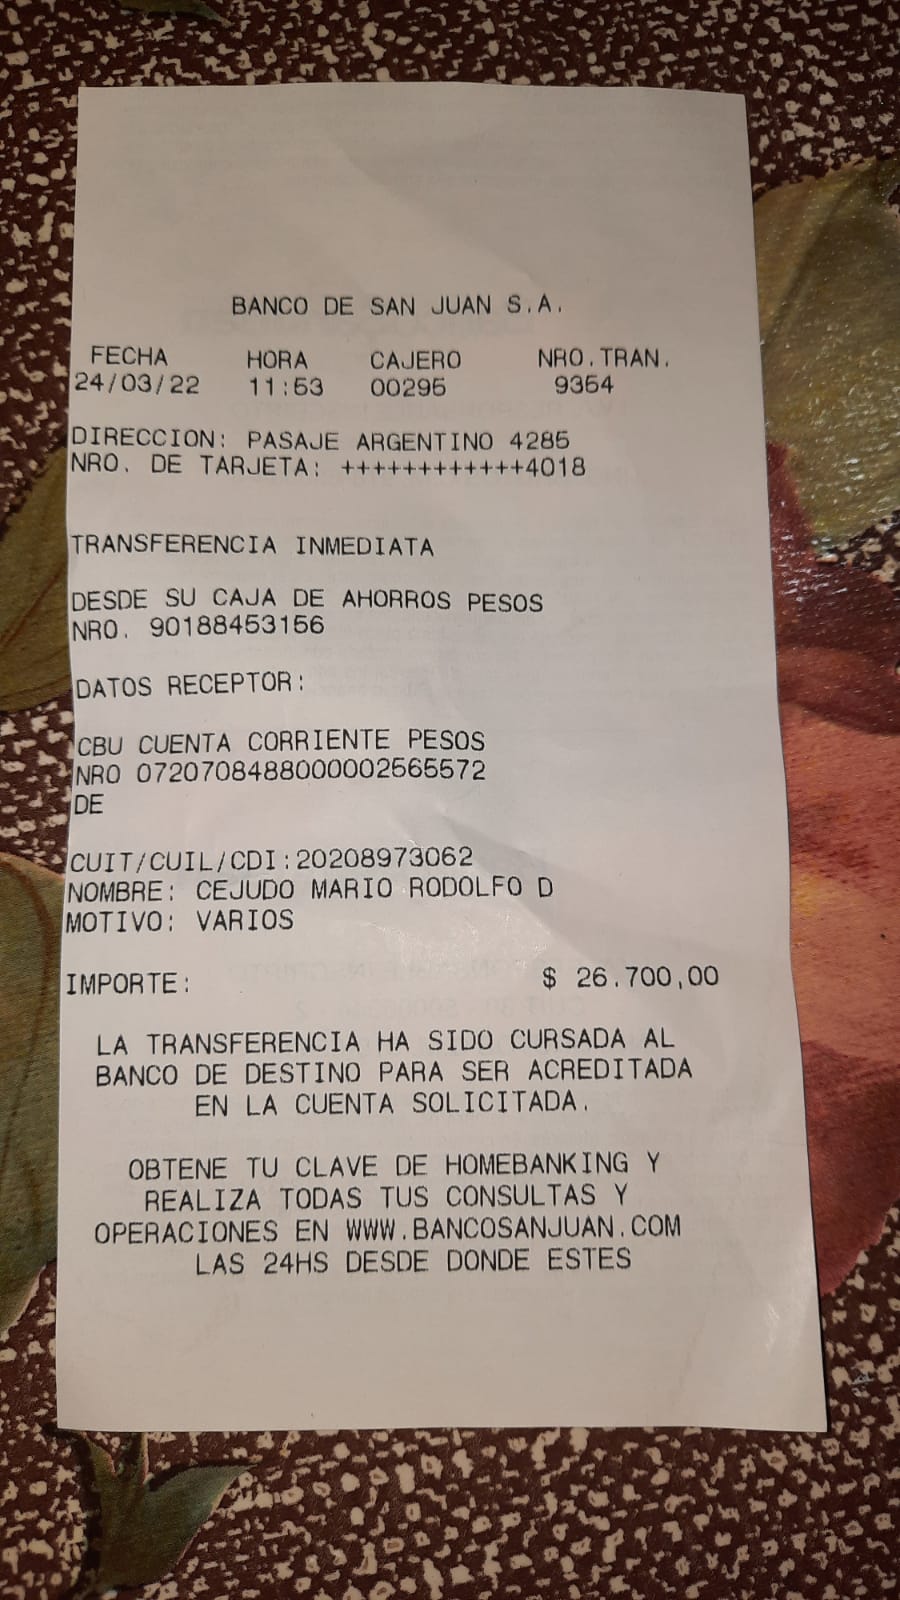 BANCO DE SAN JUAN S.A.
FECHA HORA CAJERO NRO.TRAN.
24/03/22 11:53 00295 9354
DIRECCION: PASAJE ARGENTINO 4285
NRO. DE TARJETA: ++++++++++++4018
TRANSFERENCIA INMEDIATA
DESDE SU CAJA DE AHORROS PESOS
NRO. 90188453156
DATOS RECEPTOR:
CBU CUENTA CORRIENTE PESOS
NRO 0720708488000002565572
DE
CUIT/CUIL/CDI:20208973062
NOMBRE: CEJUDO MARIO RODOLFO D
MOTIVO: VARIOS
IMPORTE: $ 26.700,00
LA TRANSFERENCIA HA SIDO CURSADA AL
BANCO DE DESTINO PARA SER ACREDITADA
EN LA CUENTA SOLICITADA.
OBTENE TU CLAVE DE HOMEBANKING Y
REALIZA TODAS TUS CONSULTAS Y
OPERACIONES EN WWW.BANCOSANJUAN.COM
LAS 24HS DESDE DONDE ESTES